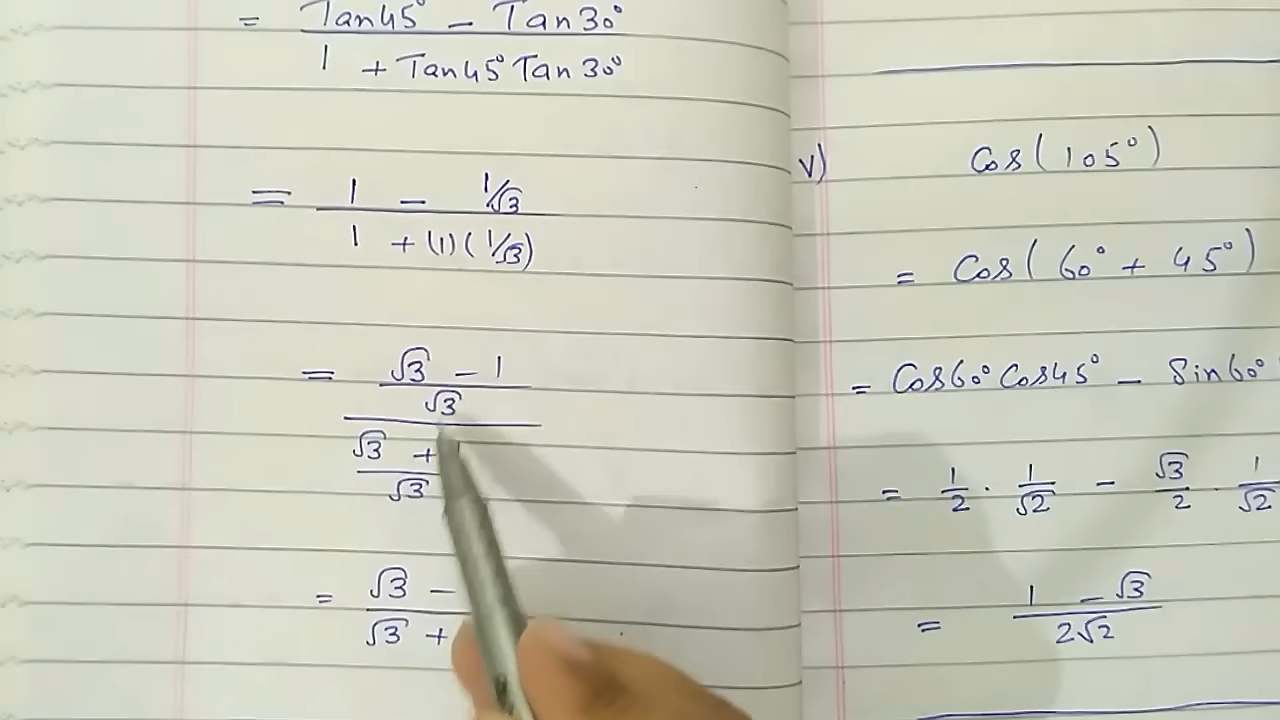 = Tan45° - Tan30°
1 + Tan45° Tan30°
= 1 - 1/√3
1 + (1)(1/√3)
= √3 - 1
√3
√3 +
√3
= √3 -
√3 +
v) Cos(105°)
= Cos(60° + 45°)
= Cos60° Cos45° - Sin60°
= 1/2 · 1/√2 - √3/2 · 1/√2
= 1 - √3
2√2